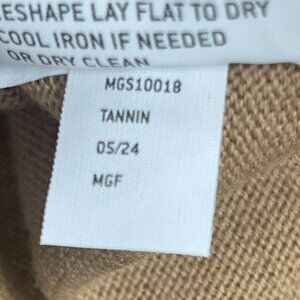 RESHAPE LAY FLAT TO DRY
COOL IRON IF NEEDED
OR DRY CLEAN
MGS10018
TANNIN
05/24
MGF